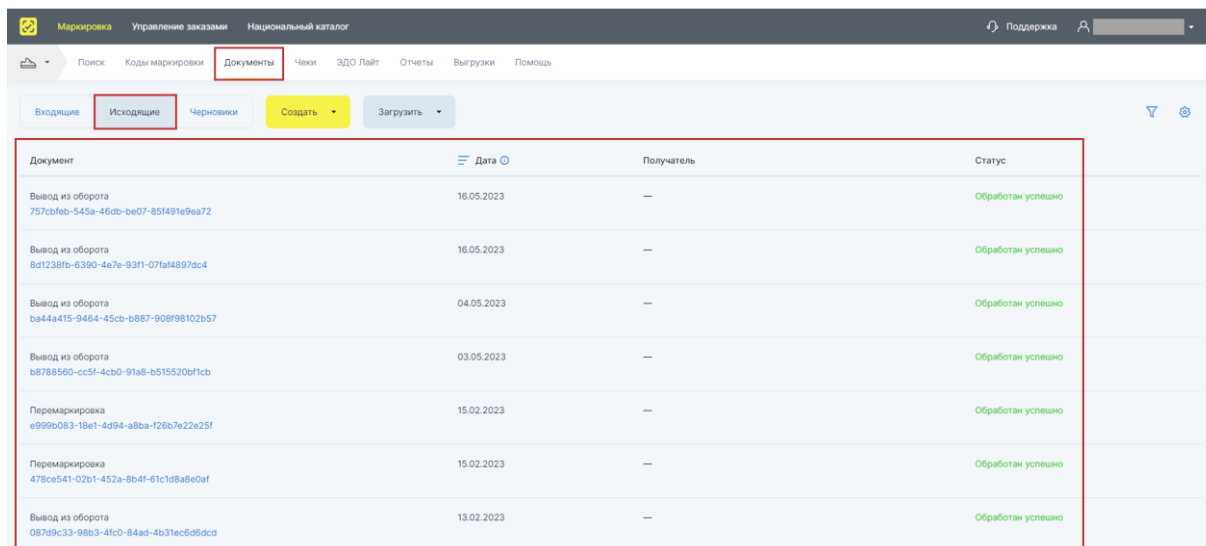 Маркировка Управление заказами Национальный каталог Поддержка
Поиск Коды маркировки Документы Чеки ЭДО Лайт Отчеты Выгрузки Помощь
Входящие Исходящие Черновики Создать Загрузить
Документ Дата Получатель Статус
Вывод из оборота 16.05.2023 — Обработан успешно
757cbfeb-545a-46db-be07-85f491e9ea72
Вывод из оборота 16.05.2023 — Обработан успешно
8d1238fb-6390-4e7e-93f1-07faf4897dc4
Вывод из оборота 04.05.2023 — Обработан успешно
ba44a415-9464-45cb-b887-908f98102b57
Вывод из оборота 03.05.2023 — Обработан успешно
b8788560-cc5f-4cb0-91a8-b515520bf1cb
Перемаркировка 15.02.2023 — Обработан успешно
e999b083-18e1-4d94-a8ba-f26b7e22e25f
Перемаркировка 15.02.2023 — Обработан успешно
478ce541-02b1-452a-8b4f-61c1d8a8e0af
Вывод из оборота 13.02.2023 — Обработан успешно
087d9c33-98b3-4fc0-84ad-4b31ec6d6dcd